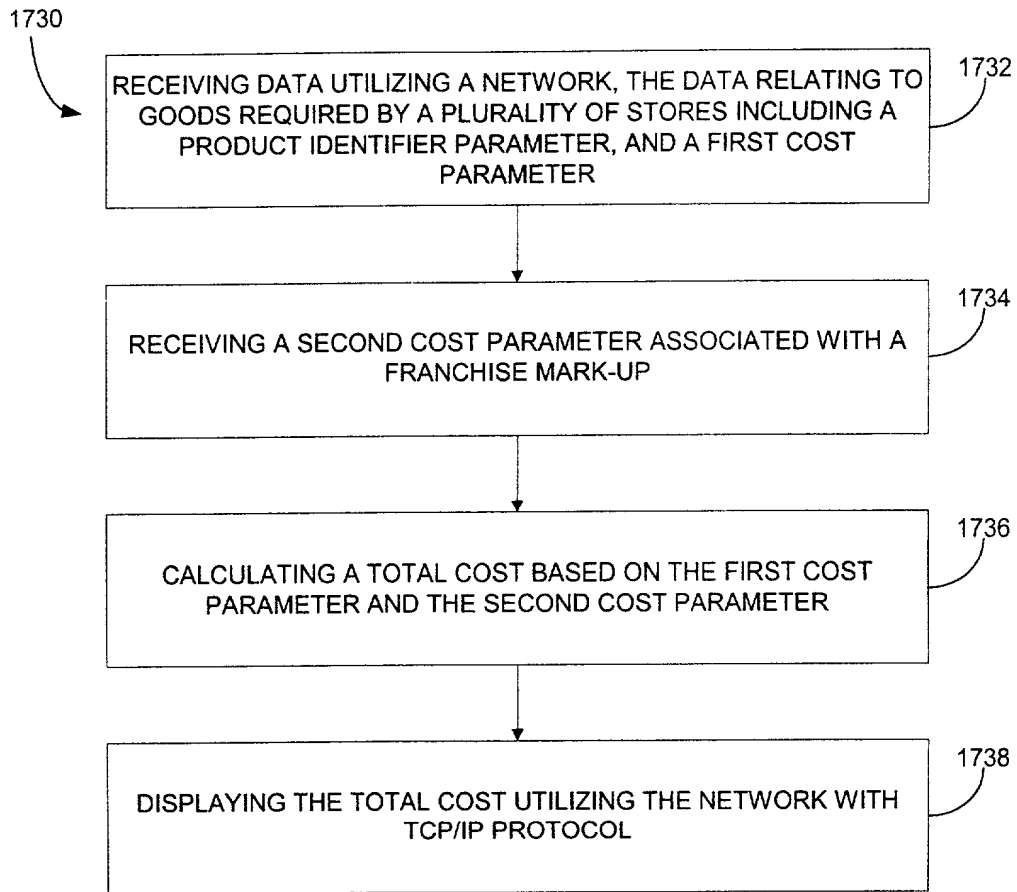 1730
RECEIVING DATA UTILIZING A NETWORK, THE DATA RELATING TO
GOODS REQUIRED BY A PLURALITY OF STORES INCLUDING A
PRODUCT IDENTIFIER PARAMETER, AND A FIRST COST
PARAMETER
1732
RECEIVING A SECOND COST PARAMETER ASSOCIATED WITH A
FRANCHISE MARK-UP
1734
CALCULATING A TOTAL COST BASED ON THE FIRST COST
PARAMETER AND THE SECOND COST PARAMETER
1736
DISPLAYING THE TOTAL COST UTILIZING THE NETWORK WITH
TCP/IP PROTOCOL
1738